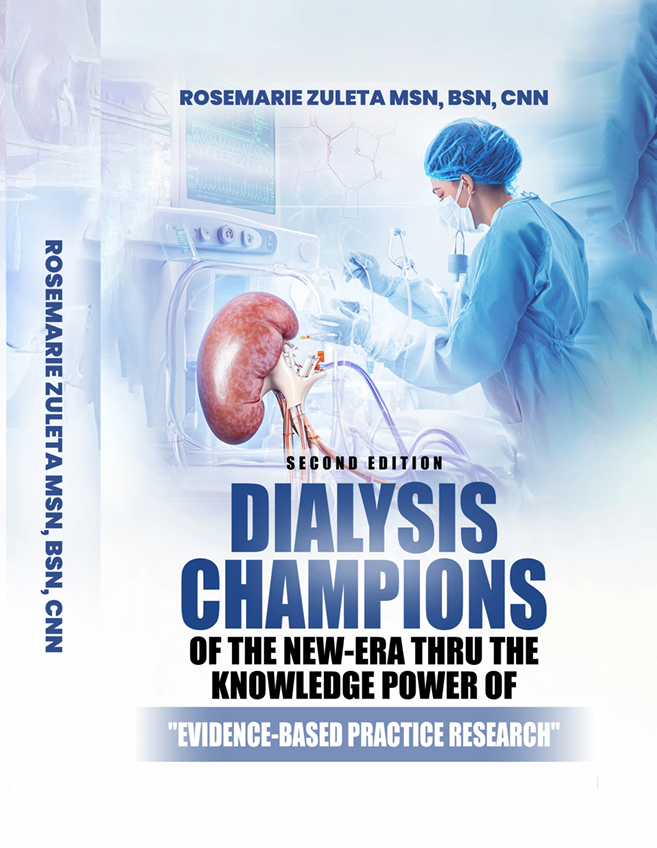 ROSEMARIE ZULETA MSN, BSN, CNN
ROSEMARIE ZULETA MSN, BSN, CNN
SECOND EDITION
DIALYSIS
CHAMPIONS
OF THE NEW-ERA THRU THE
KNOWLEDGE POWER OF
"EVIDENCE-BASED PRACTICE RESEARCH"